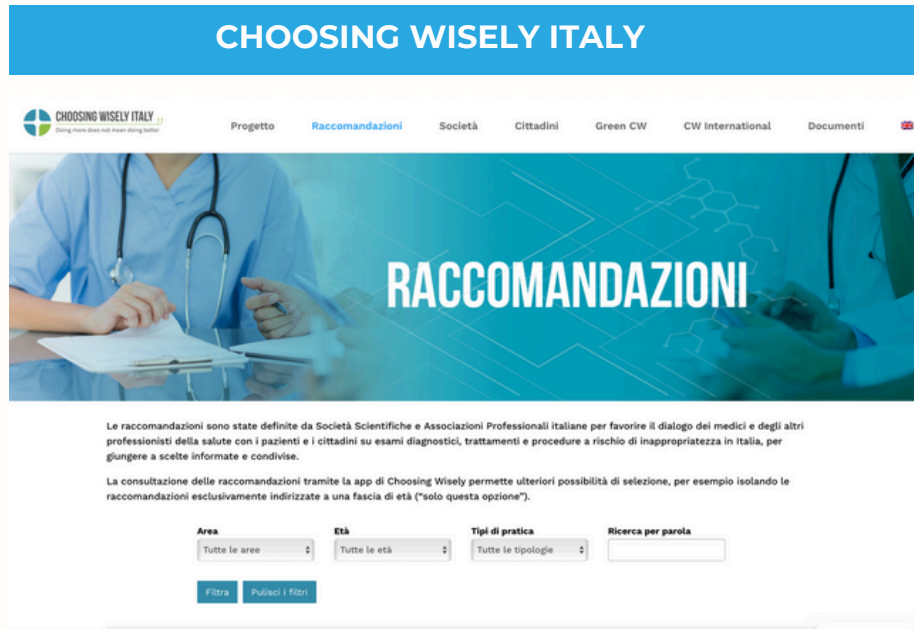 CHOOSING WISELY ITALY
CHOOSING WISELY ITALY
Doing more does not mean doing better
Progetto Raccomandazioni Società Cittadini Green CW CW International Documenti
RACCOMANDAZIONI
Le raccomandazioni sono state definite da Società Scientifiche e Associazioni Professionali italiane per favorire il dialogo dei medici e degli altri
professionisti della salute con i pazienti e i cittadini su esami diagnostici, trattamenti e procedure a rischio di inappropriatezza in Italia, per
giungere a scelte informate e condivise.
La consultazione delle raccomandazioni tramite la app di Choosing Wisely permette ulteriori possibilità di selezione, per esempio isolando le
raccomandazioni esclusivamente indirizzate a una fascia di età (“solo questa opzione”).
Area Età Tipi di pratica Ricerca per parola
Tutte le aree Tutte le età Tutte le tipologie
Filtra Pulisci i filtri